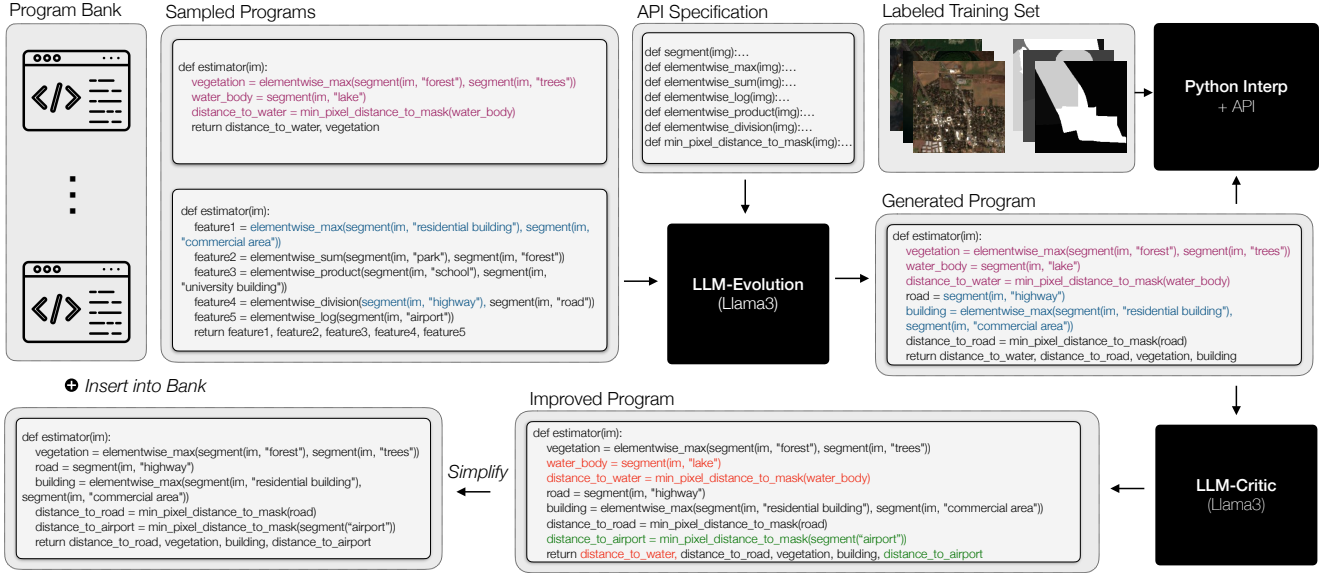 Program Bank
Sampled Programs
def estimator(im):
vegetation = elementwise_max(segment(im, "forest"), segment(im, "trees"))
water_body = segment(im, "lake")
distance_to_water = min_pixel_distance_to_mask(water_body)
return distance_to_water, vegetation
def estimator(im):
feature1 = elementwise_max(segment(im, "residential building"), segment(im,
"commercial area"))
feature2 = elementwise_sum(segment(im, "park"), segment(im, "forest"))
feature3 = elementwise_product(segment(im, "school"), segment(im,
"university building"))
feature4 = elementwise_division(segment(im, "highway"), segment(im, "road"))
feature5 = elementwise_log(segment(im, "airport"))
return feature1, feature2, feature3, feature4, feature5
API Specification
def segment(img):...
def elementwise_max(img):...
def elementwise_sum(img):...
def elementwise_log(img):...
def elementwise_product(img):...
def elementwise_division(img):...
def min_pixel_distance_to_mask(img):...
LLM-Evolution
(Llama3)
Labeled Training Set
Python Interp
+ API
Generated Program
def estimator(im):
vegetation = elementwise_max(segment(im, "forest"), segment(im, "trees"))
water_body = segment(im, "lake")
distance_to_water = min_pixel_distance_to_mask(water_body)
road = segment(im, "highway")
building = elementwise_max(segment(im, "residential building"),
segment(im, "commercial area"))
distance_to_road = min_pixel_distance_to_mask(road)
return distance_to_water, distance_to_road, vegetation, building
LLM-Critic
(Llama3)
Improved Program
def estimator(im):
vegetation = elementwise_max(segment(im, "forest"), segment(im, "trees"))
water_body = segment(im, "lake")
distance_to_water = min_pixel_distance_to_mask(water_body)
road = segment(im, "highway")
building = elementwise_max(segment(im, "residential building"), segment(im, "commercial area"))
distance_to_road = min_pixel_distance_to_mask(road)
distance_to_airport = min_pixel_distance_to_mask(segment(“airport”))
return distance_to_water, distance_to_road, vegetation, building, distance_to_airport
Simplify
Insert into Bank
def estimator(im):
vegetation = elementwise_max(segment(im, "forest"), segment(im, "trees"))
road = segment(im, "highway")
building = elementwise_max(segment(im, "residential building"),
segment(im, "commercial area"))
distance_to_road = min_pixel_distance_to_mask(road)
distance_to_airport = min_pixel_distance_to_mask(segment(“airport”))
return distance_to_road, vegetation, building, distance_to_airport